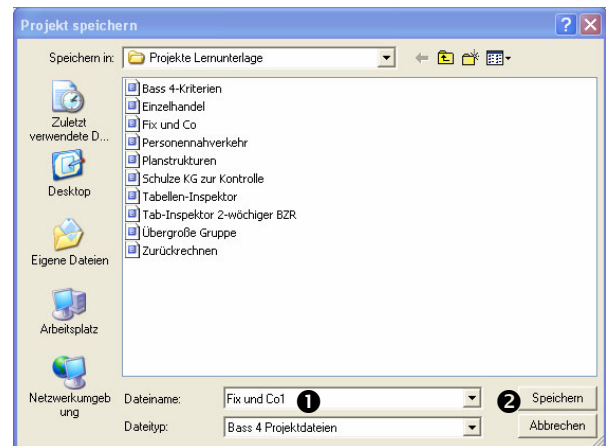 Projekt speichern
Speichern in:
Projekte Lernunterlage
Zuletzt
verwendete D...
Desktop
Eigene Dateien
Arbeitsplatz
Netzwerkumgeb
ung
Bass 4-Kriterien
Einzelhandel
Fix und Co
Personennahverkehr
Planstrukturen
Schulze KG zur Kontrolle
Tabellen-Inspektor
Tab-Inspektor 2-wöchiger BZR
Übergroße Gruppe
Zurückrechnen
Dateiname:
Fix und Co1
❶
❷
Speichern
Dateityp:
Bass 4 Projektdateien
Abbrechen